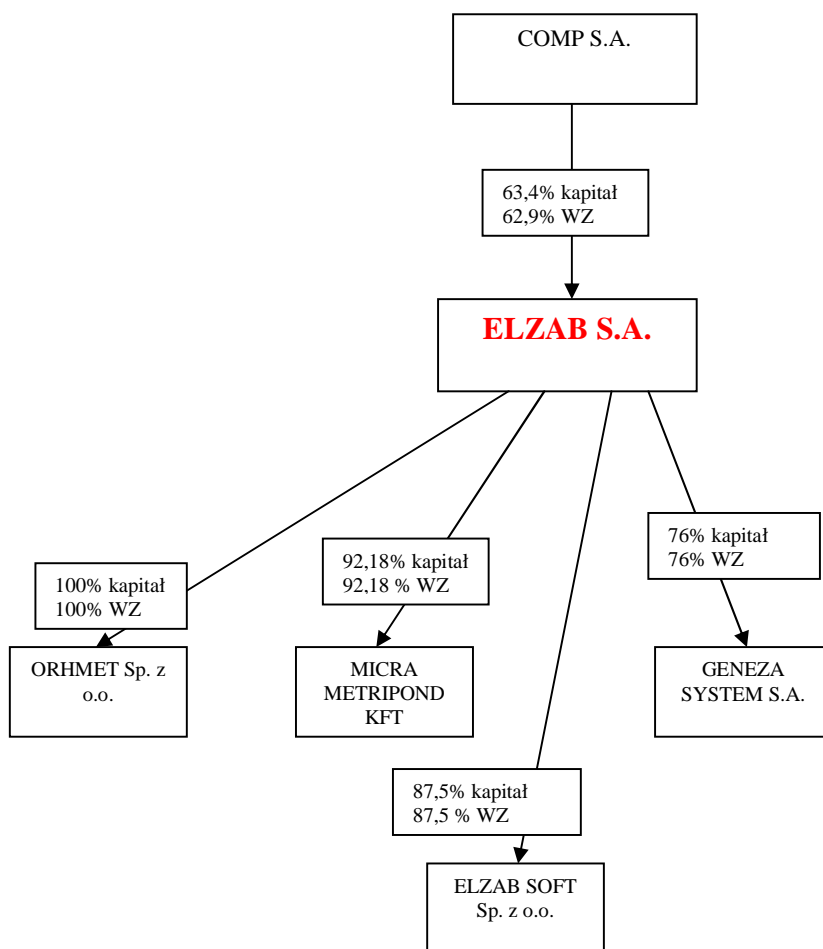 COMP S.A.
63,4% kapitał
62,9% WZ
ELZAB S.A.
100% kapitał
100% WZ
92,18% kapitał
92,18 % WZ
76% kapitał
76% WZ
ORHMET Sp. z
o.o.
MICRA
METRIPOND
KFT
GENEZA
SYSTEM S.A.
87,5% kapitał
87,5 % WZ
ELZAB SOFT
Sp. z o.o.